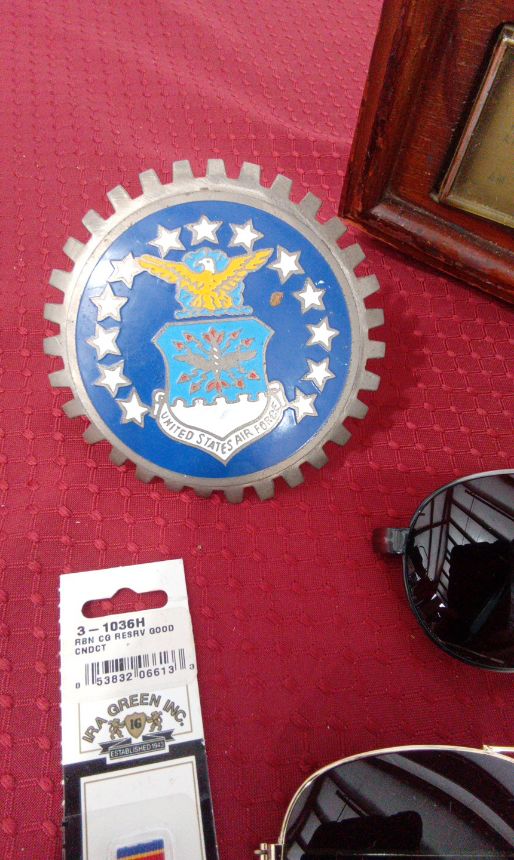 UNITED STATES AIR FORCE
3-1036H
RBN CG RESRV GOOD
CNDCT
0 53832 06613 3
IRA GREEN INC.
IG
ESTABLISHED 1943